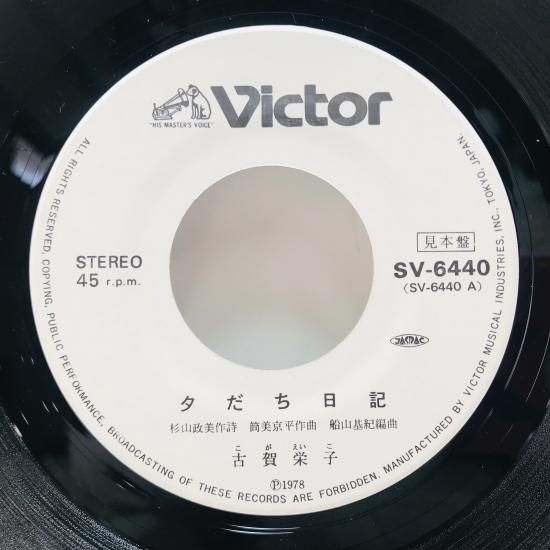 Victor
"HIS MASTER'S VOICE"
STEREO
45 r.p.m.
見本盤
SV-6440
(SV-6440 A)
JASRAC
夕だち日記
杉山政美作詩 筒美京平作曲 船山基紀編曲
こがえいこ
古賀栄子
Ⓟ1978
ALL RIGHTS RESERVED, COPYING, PUBLIC PERFORMANCE, BROADCASTING OF THESE RECORDS ARE FORBIDDEN. MANUFACTURED BY VICTOR MUSICAL INDUSTRIES, INC., TOKYO, JAPAN.